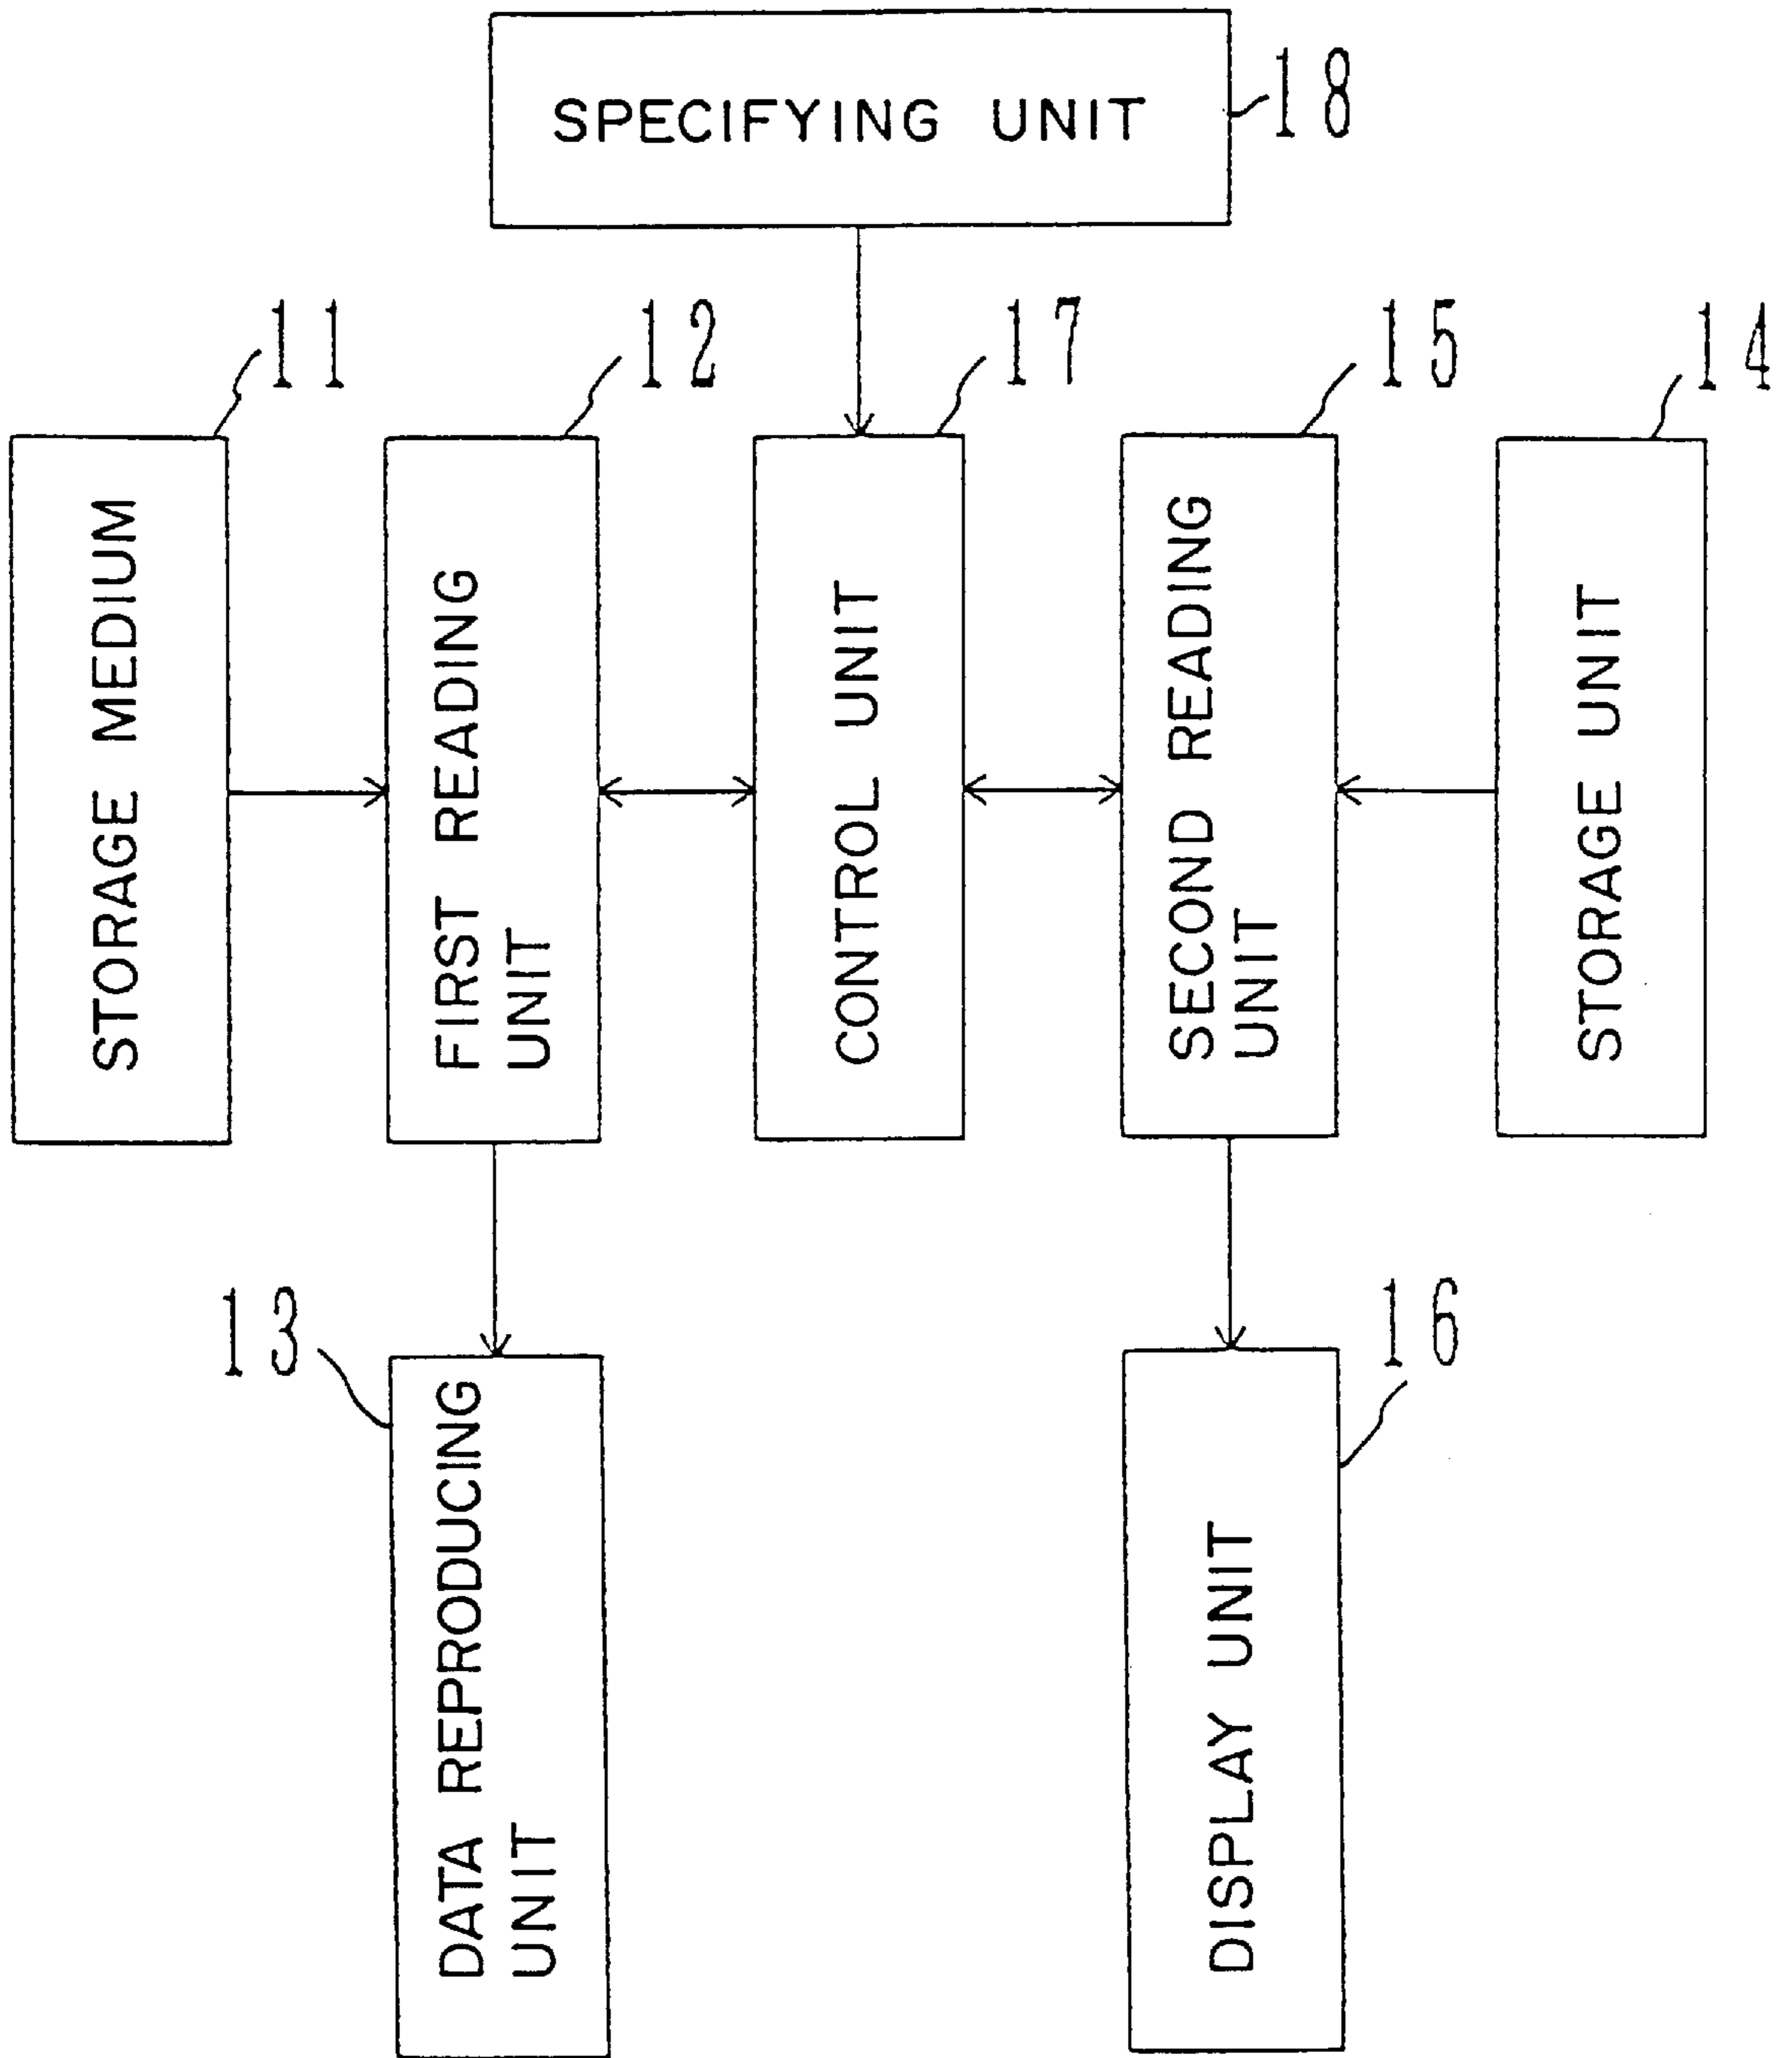 SPECIFYING UNIT
18
11
12
17
15
14
STORAGE MEDIUM
FIRST READING
UNIT
CONTROL UNIT
SECOND READING
UNIT
STORAGE UNIT
13
16
DATA REPRODUCING
UNIT
DISPLAY UNIT